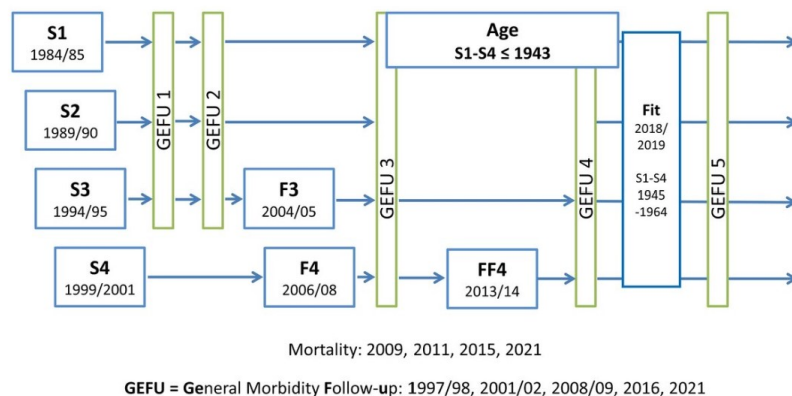 S1
1984/85
S2
1989/90
S3
1994/95
S4
1999/2001
GEFU 1
GEFU 2
F3
2004/05
F4
2006/08
GEFU 3
Age
S1-S4 ≤ 1943
FF4
2013/14
GEFU 4
Fit
2018/
2019
S1-S4
1945
-1964
GEFU 5
Mortality: 2009, 2011, 2015, 2021
GEFU = General Morbidity Follow-up: 1997/98, 2001/02, 2008/09, 2016, 2021